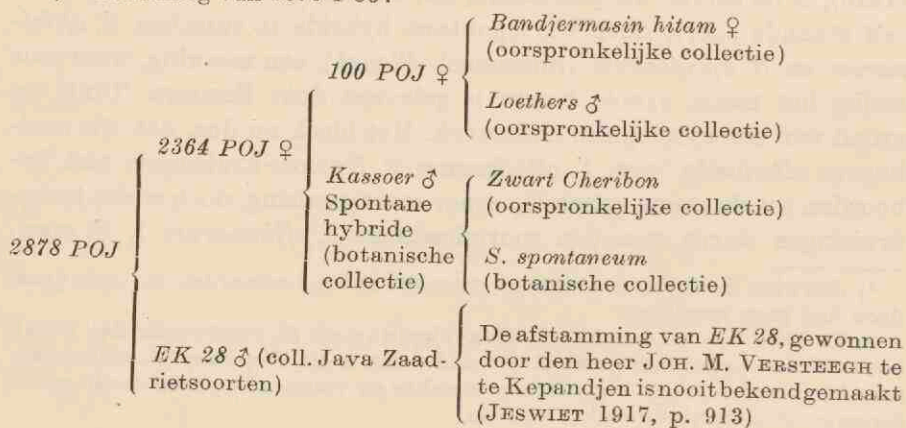 Bandjermasin hitam ♀
(oorspronkelijke collectie)
100 POJ ♀
Loethers ♂
(oorspronkelijke collectie)
2364 POJ ♀
Kassoer ♂
Spontane
hybride
(botanische
collectie)
Zwart Cheribon
(oorspronkelijke collectie)
S. spontaneum
(botanische collectie)
2878 POJ
EK 28 ♂ (coll. Java Zaad-
rietsoorten)
De afstamming van EK 28, gewonnen
door den heer JOH. M. VERSTEEGH te
te Kepandjen is nooit bekend gemaakt
(JESWIET 1917, p. 913)